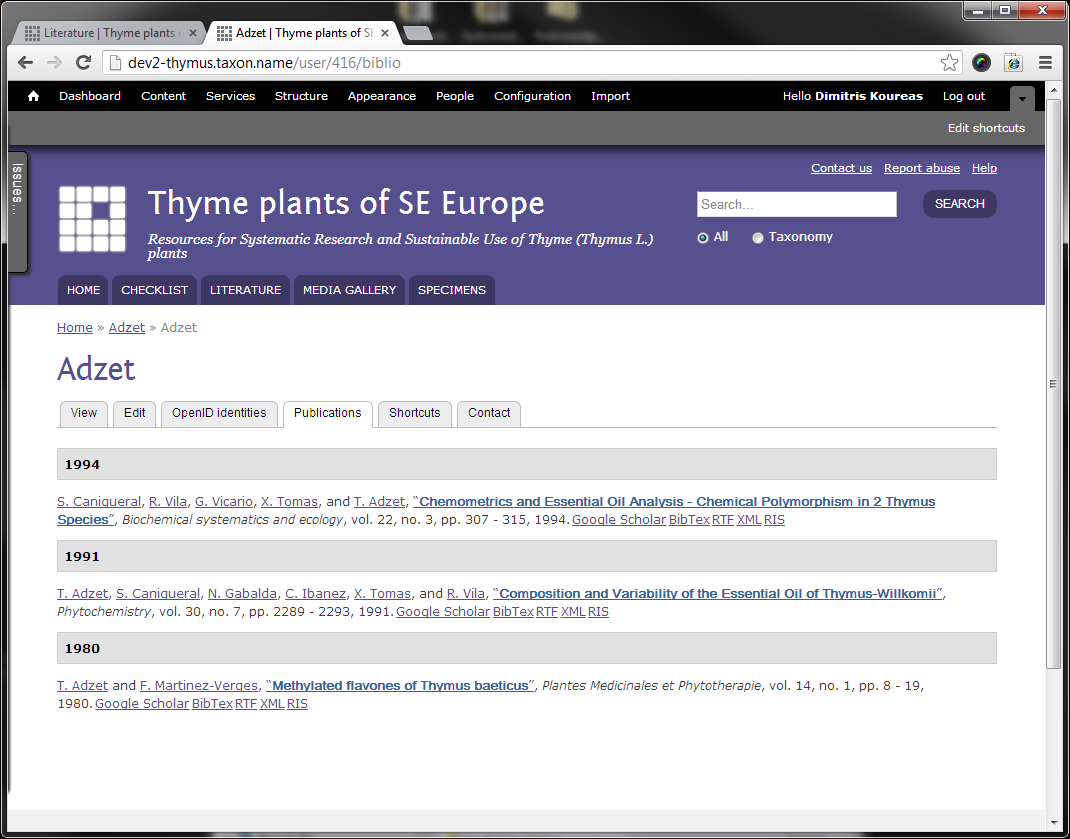 Literature | Thyme plants
Adzet | Thyme plants of SE
dev2-thymus.taxon.name/user/416/biblio
Dashboard Content Services Structure Appearance People Configuration Import Hello Dimitris Koureas Log out
Edit shortcuts
Issues...
Contact us Report abuse Help
Thyme plants of SE Europe
Search...
SEARCH
Resources for Systematic Research and Sustainable Use of Thyme (Thymus L.)
plants
All Taxonomy
HOME CHECKLIST LITERATURE MEDIA GALLERY SPECIMENS
Home » Adzet » Adzet
Adzet
View Edit OpenID identities Publications Shortcuts Contact
1994
S. Caniqueral, R. Vila, G. Vicario, X. Tomas, and T. Adzet, “Chemometrics and Essential Oil Analysis - Chemical Polymorphism in 2 Thymus
Species”, Biochemical systematics and ecology, vol. 22, no. 3, pp. 307 - 315, 1994. Google Scholar BibTex RTF XML RIS
1991
T. Adzet, S. Caniqueral, N. Gabalda, C. Ibanez, X. Tomas, and R. Vila, “Composition and Variability of the Essential Oil of Thymus-Willkomii”,
Phytochemistry, vol. 30, no. 7, pp. 2289 - 2293, 1991. Google Scholar BibTex RTF XML RIS
1980
T. Adzet and F. Martinez-Verges, “Methylated flavones of Thymus baeticus”, Plantes Medicinales et Phytotherapie, vol. 14, no. 1, pp. 8 - 19,
1980. Google Scholar BibTex RTF XML RIS